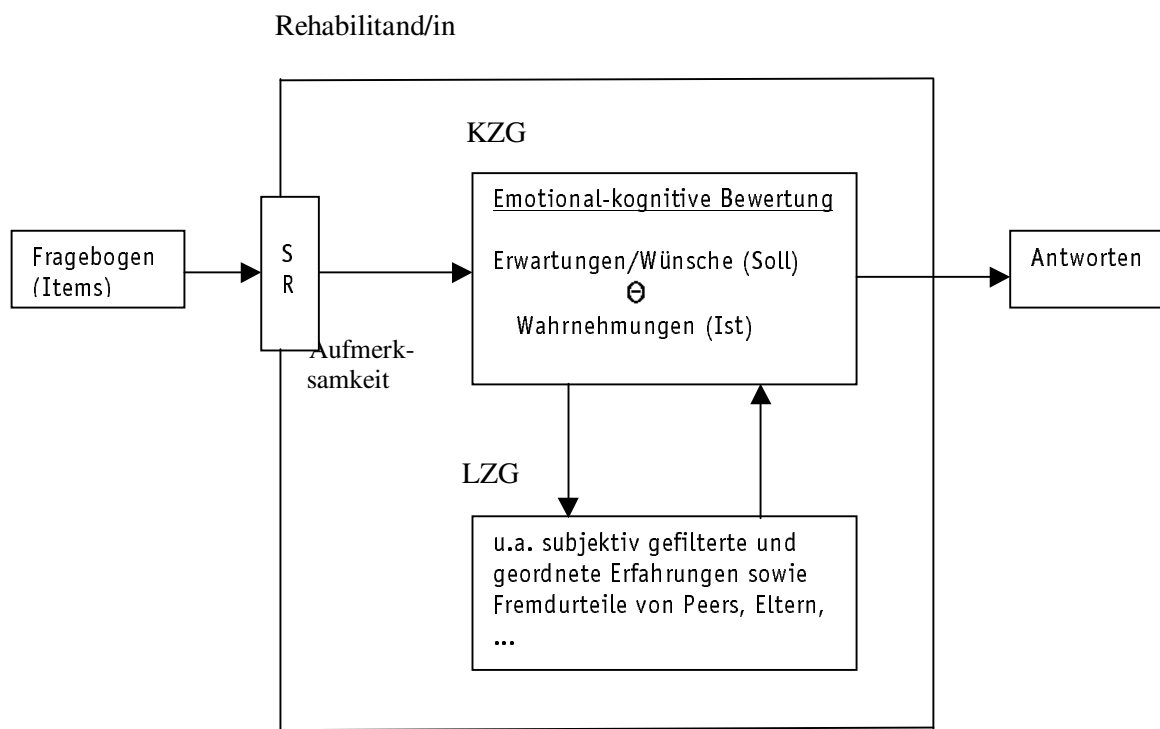 Rehabilitand/in
KZG
Emotional-kognitive Bewertung
Erwartungen/Wünsche (Soll)
Wahrnehmungen (Ist)
Fragebogen
(Items)
S
R
Aufmerk-
samkeit
Antworten
LZG
u.a. subjektiv gefilterte und
geordnete Erfahrungen sowie
Fremdurteile von Peers, Eltern,
...